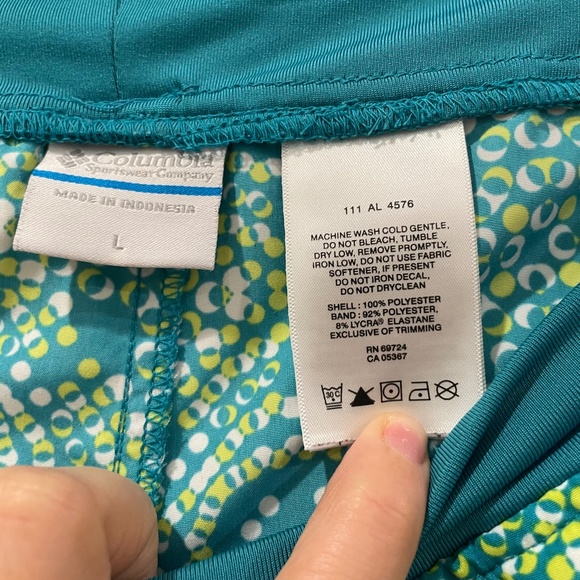 Columbia
Sportswear Company
MADE IN INDONESIA
L
111 AL 4576
MACHINE WASH COLD GENTLE,
DO NOT BLEACH, TUMBLE
DRY LOW, REMOVE PROMPTLY,
IRON LOW, DO NOT USE FABRIC
SOFTENER, IF PRESENT
DO NOT IRON DECAL,
DO NOT DRYCLEAN
SHELL : 100% POLYESTER
BAND : 92% POLYESTER,
8% LYCRA® ELASTANE
EXCLUSIVE OF TRIMMING
RN 69724
CA 05367
30 C